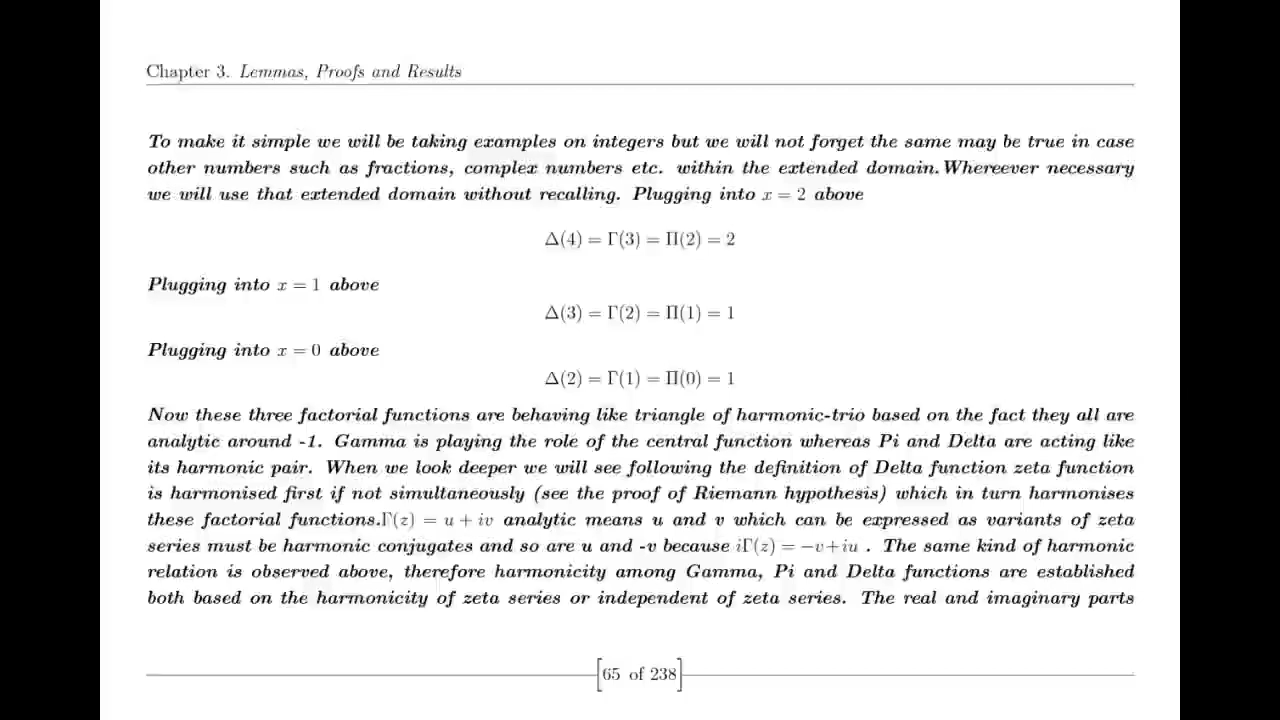 Chapter 3. Lemmas, Proofs and Results
To make it simple we will be taking examples on integers but we will not forget the same may be true in case
other numbers such as fractions, complex numbers etc. within the extended domain.Whereever necessary
we will use that extended domain without recalling. Plugging into x = 2 above
Δ(4) = Γ(3) = Π(2) = 2
Plugging into x = 1 above
Δ(3) = Γ(2) = Π(1) = 1
Plugging into x = 0 above
Δ(2) = Γ(1) = Π(0) = 1
Now these three factorial functions are behaving like triangle of harmonic-trio based on the fact they all are
analytic around -1. Gamma is playing the role of the central function whereas Pi and Delta are acting like
its harmonic pair. When we look deeper we will see following the definition of Delta function zeta function
is harmonised first if not simultaneously (see the proof of Riemann hypothesis) which in turn harmonises
these factorial functions.Γ(z) = u + iv analytic means u and v which can be expressed as variants of zeta
series must be harmonic conjugates and so are u and -v because iΓ(z) = −v+iu . The same kind of harmonic
relation is observed above, therefore harmonicity among Gamma, Pi and Delta functions are established
both based on the harmonicity of zeta series or independent of zeta series. The real and imaginary parts
[65 of 238]